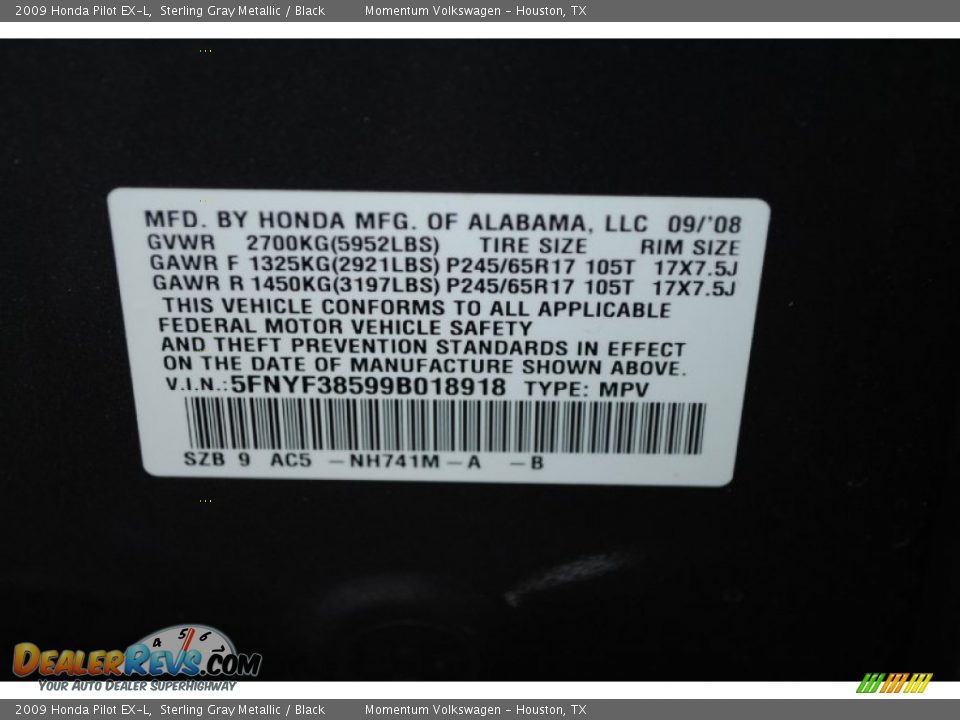 2009 Honda Pilot EX-L, Sterling Gray Metallic / Black Momentum Volkswagen - Houston, TX
MFD. BY HONDA MFG. OF ALABAMA, LLC 09/'08
GVWR 2700KG(5952LBS) TIRE SIZE RIM SIZE
GAWR F 1325KG(2921LBS) P245/65R17 105T 17X7.5J
GAWR R 1450KG(3197LBS) P245/65R17 105T 17X7.5J
THIS VEHICLE CONFORMS TO ALL APPLICABLE
FEDERAL MOTOR VEHICLE SAFETY
AND THEFT PREVENTION STANDARDS IN EFFECT
ON THE DATE OF MANUFACTURE SHOWN ABOVE.
V.I.N.: 5FNYF38599B018918 TYPE: MPV
SZB 9 AC5 -NH741M-A -B
4 5 6
DEALERREVS.COM
YOUR AUTO DEALER SUPERHIGHWAY
2009 Honda Pilot EX-L, Sterling Gray Metallic / Black Momentum Volkswagen - Houston, TX